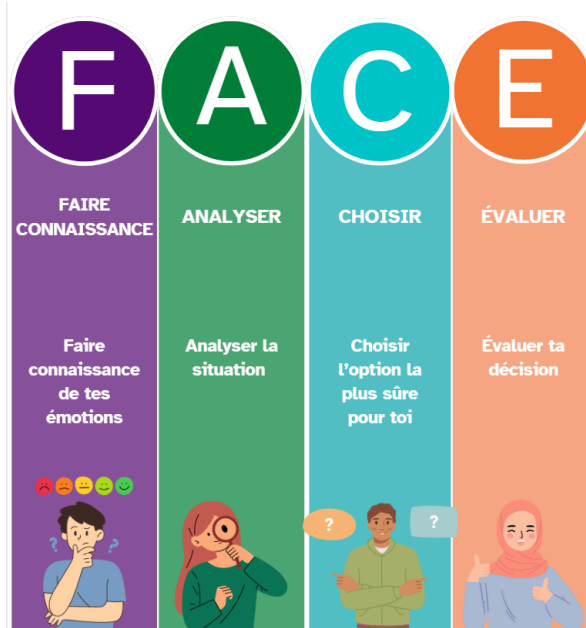 F
A
C
E
FAIRE
CONNAISSANCE
ANALYSER
CHOISIR
ÉVALUER
Faire
connaissance
de tes
émotions
Analyser la
situation
Choisir
l'option la
plus sûre
pour toi
Évaluer ta
décision
?
?
?
?